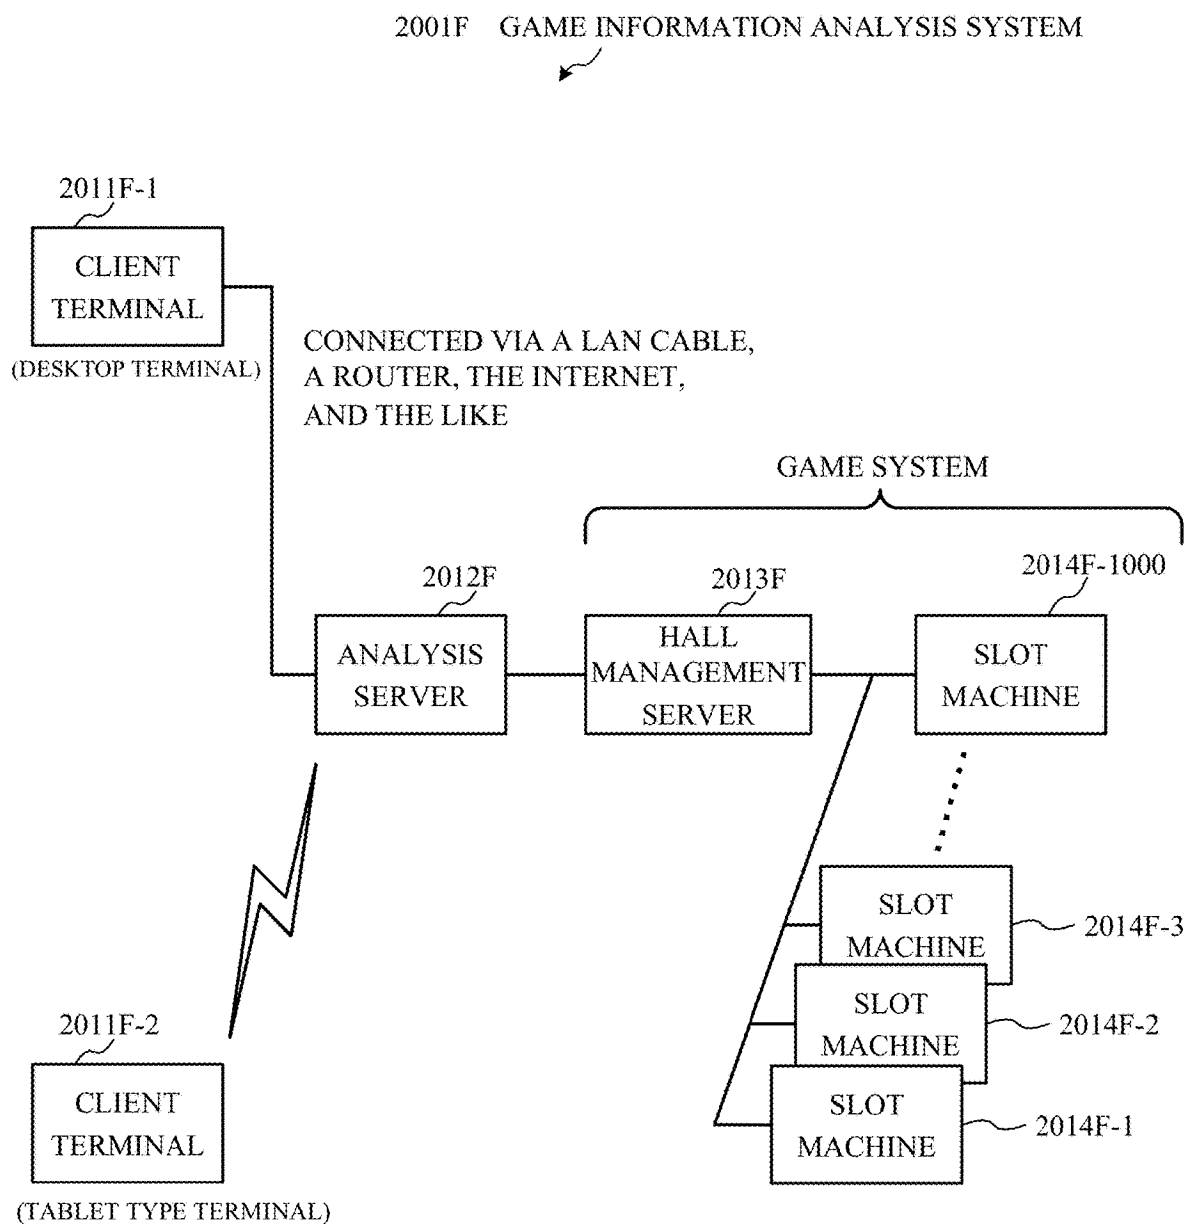 2001F GAME INFORMATION ANALYSIS SYSTEM
2011F-1
CLIENT
TERMINAL
(DESKTOP TERMINAL)
CONNECTED VIA A LAN CABLE,
A ROUTER, THE INTERNET,
AND THE LIKE
GAME SYSTEM
2012F
ANALYSIS
SERVER
2013F
HALL
MANAGEMENT
SERVER
2014F-1000
SLOT
MACHINE
SLOT
MACHINE
2014F-3
SLOT
MACHINE
2014F-2
SLOT
MACHINE
2014F-1
2011F-2
CLIENT
TERMINAL
(TABLET TYPE TERMINAL)